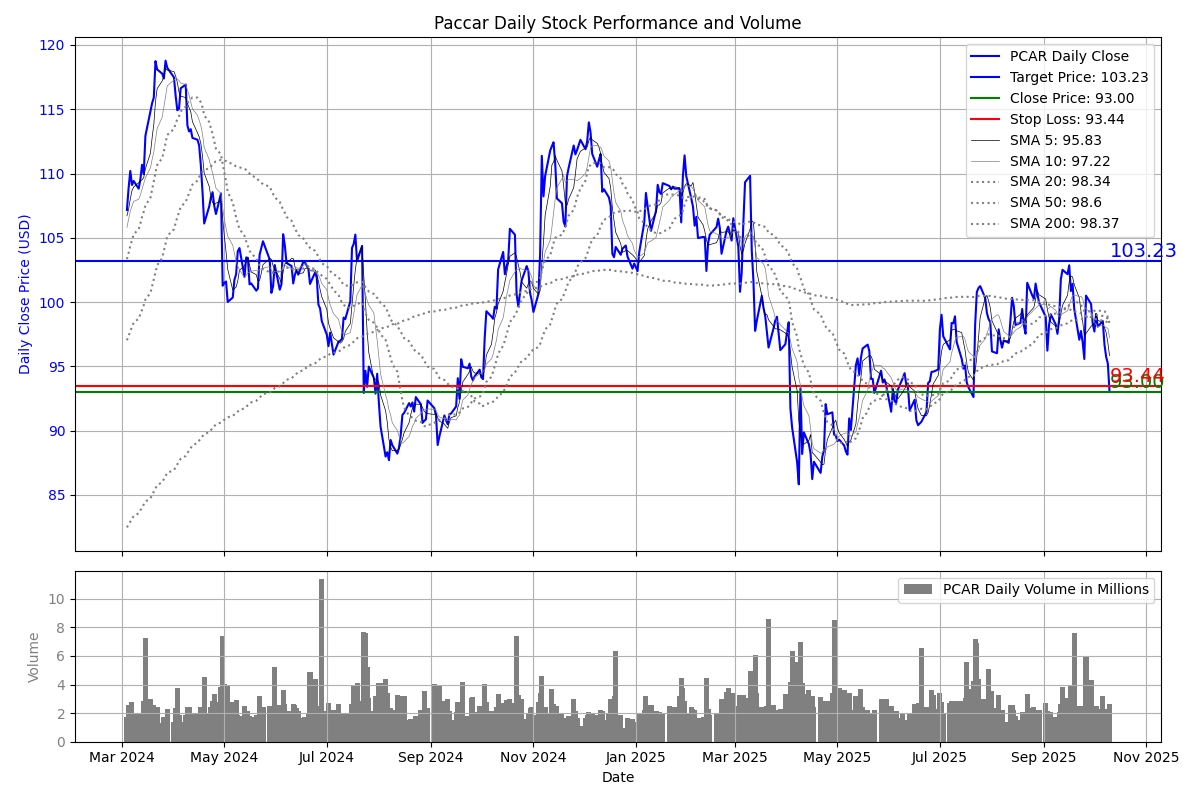 Paccar Daily Stock Performance and Volume
Daily Close Price (USD)
120
115
110
105
100
95
90
85
PCAR Daily Close
Target Price: 103.23
Close Price: 93.00
Stop Loss: 93.44
SMA 5: 95.83
SMA 10: 97.22
SMA 20: 98.34
SMA 50: 98.6
SMA 200: 98.37
103.23
93.44
93.00
Volume
10
8
6
4
2
0
PCAR Daily Volume in Millions
Mar 2024
May 2024
Jul 2024
Sep 2024
Nov 2024
Jan 2025
Mar 2025
May 2025
Jul 2025
Sep 2025
Nov 2025
Date